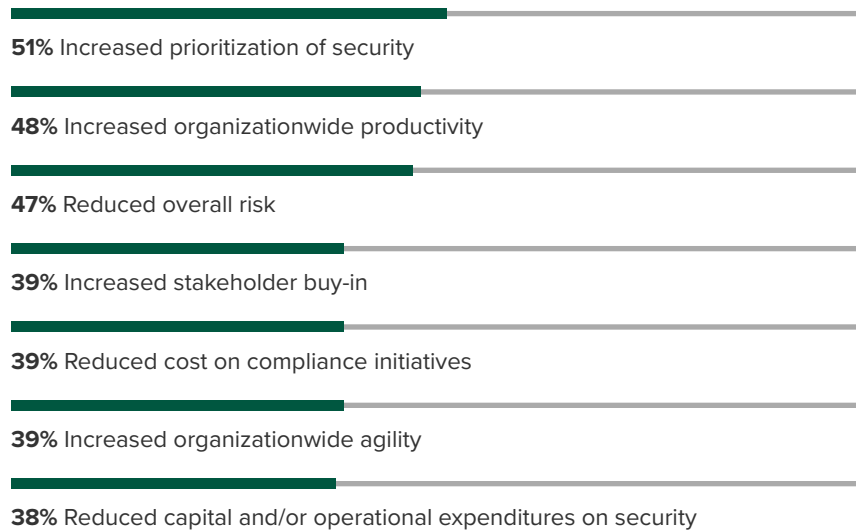 51% Increased prioritization of security
48% Increased organizationwide productivity
47% Reduced overall risk
39% Increased stakeholder buy-in
39% Reduced cost on compliance initiatives
39% Increased organizationwide agility
38% Reduced capital and/or operational expenditures on security